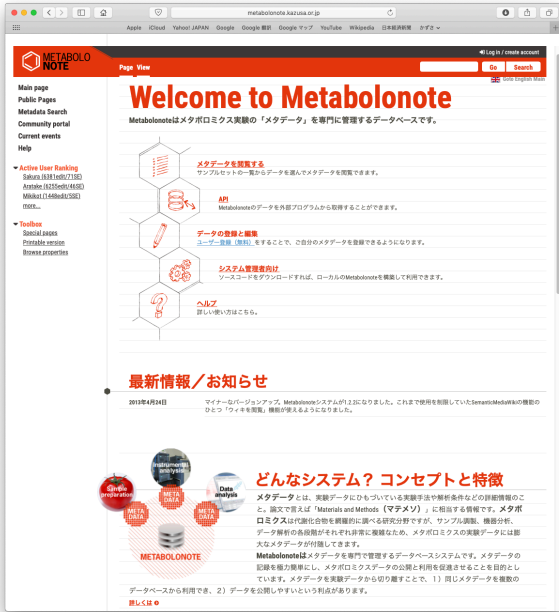 metabolonote.kazusa.or.jp
Apple iCloud Yahoo! JAPAN Google Google 翻訳 Google マップ YouTube Wikipedia 日本経済新聞 かずさ
METABOLO
NOTE
Log in / create account
Page View
Go Search
Goto English Main
Main page
Public Pages
Metadata Search
Community portal
Current events
Help
Active User Ranking
Sakura (6381edit/71SE)
Aratake (6255edit/46SE)
Mikikot (1448edit/5SE)
more...
Toolbox
Special pages
Printable version
Browse properties
Welcome to Metabolonote
Metabolonoteはメタボロミクス実験の「メタデータ」を専門に管理するデータベースです。
メタデータを閲覧する
サンプルセットの一覧からデータを選んでメタデータを閲覧できます。
API
Metabolonoteのデータを外部プログラムから取得することができます。
データの登録と編集
ユーザー登録（無料）をすることで、ご自分のメタデータを登録できるようになります。
システム管理者向け
ソースコードをダウンロードすれば、ローカルのMetabolonoteを構築して利用できます。
ヘルプ
詳しい使い方はこちら。
最新情報／お知らせ
2013年4月24日 マイナーなバージョンアップ。Metabolonoteシステムが1.2.2になりました。これまで使用を制限していたSemanticMediaWikiの機能の
ひとつ「ウィキを閲覧」機能が使えるようになりました。
Instrumental
analysis
Sample
preparation
Data
analysis
META
DATA
META
DATA
META
DATA
METABOLONOTE
どんなシステム？ コンセプトと特徴
メタデータとは、実験データにひもづいている実験手法や解析条件などの詳細情報のこ
と。論文で言えば「Materials and Methods（マテメソ）」に相当する情報です。メタボ
ロミクスは代謝化合物を網羅的に調べる研究分野ですが、サンプル調製、機器分析、
データ解析の各段階がそれぞれ非常に複雑なため、メタボロミクスの実験データには膨
大なメタデータが付随してきます。
Metabolonoteはメタデータを専門で管理するデータベースシステムです。メタデータの
記録を極力簡単にし、メタボロミクスデータの公開と利用を促進させることを目的とし
ています。メタデータを実験データから切り離すことで、１）同じメタデータを複数の
データベースから利用でき、２）データを公開しやすいという利点があります。
詳しくは